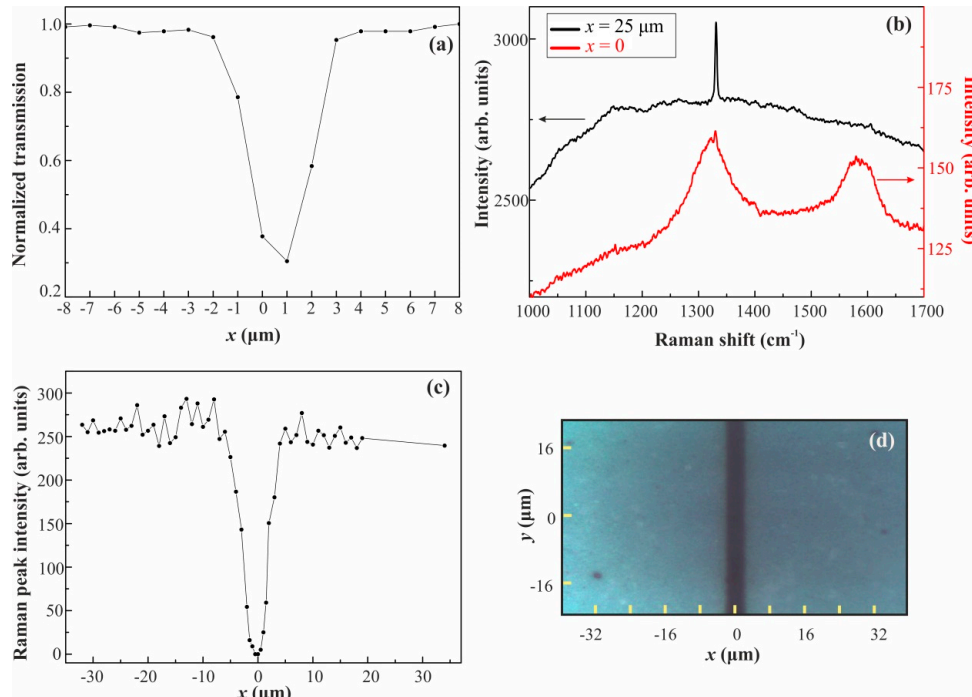 (a)
Normalized transmission
1.0
0.8
0.6
0.4
0.2
-8 -7 -6 -5 -4 -3 -2 -1 0 1 2 3 4 5 6 7 8
x (μm)
(b)
x = 25 μm
x = 0
Intensity (arb. units)
3000
2500
Intensity (arb. units)
175
150
125
1000 1100 1200 1300 1400 1500 1600 1700
Raman shift (cm⁻¹)
(c)
Raman peak intensity (arb. units)
300
250
200
150
100
50
0
-30 -20 -10 0 10 20 30
x (μm)
(d)
y (μm)
16
0
-16
-32 -16 0 16 32
x (μm)